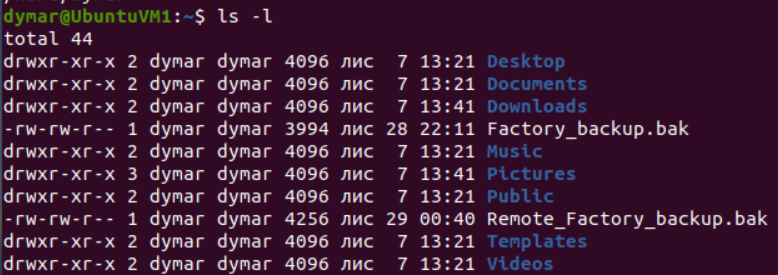 dymar@UbuntuVM1:~$ ls -l
total 44
drwxr-xr-x 2 dymar dymar 4096 лис  7 13:21 Desktop
drwxr-xr-x 2 dymar dymar 4096 лис  7 13:21 Documents
drwxr-xr-x 2 dymar dymar 4096 лис  7 13:41 Downloads
-rw-rw-r-- 1 dymar dymar 3994 лис 28 22:11 Factory_backup.bak
drwxr-xr-x 2 dymar dymar 4096 лис  7 13:21 Music
drwxr-xr-x 3 dymar dymar 4096 лис  7 13:41 Pictures
drwxr-xr-x 2 dymar dymar 4096 лис  7 13:21 Public
-rw-rw-r-- 1 dymar dymar 4256 лис 29 00:40 Remote_Factory_backup.bak
drwxr-xr-x 2 dymar dymar 4096 лис  7 13:21 Templates
drwxr-xr-x 2 dymar dymar 4096 лис  7 13:21 Videos